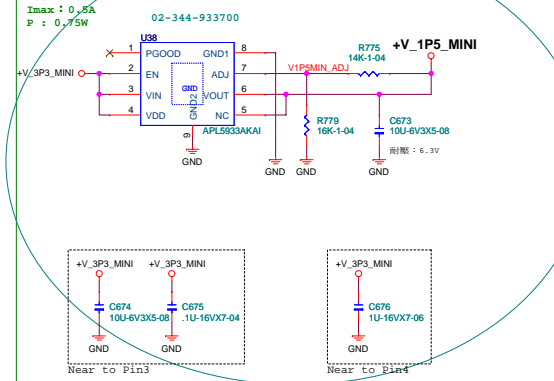 Imax：0.5A
P : 0.75W
02-344-933700
U38
+V_3P3_MINI
1 PGOOD GND1 8
2 EN ADJ 7
3 VIN VOUT 6
4 VDD NC 5
GND
GND2
9
APL5933AKAI
GND
V1P5MIN_ADJ
R775
14K-1-04
+V_1P5_MINI
R779
16K-1-04
C673
10U-6V3X5-08
耐壓：6.3V
GND GND GND
+V_3P3_MINI +V_3P3_MINI
C674
10U-6V3X5-08
C675
.1U-16VX7-04
GND GND
Near to Pin3
+V_3P3_MINI
C676
1U-16VX7-06
GND
Near to Pin4